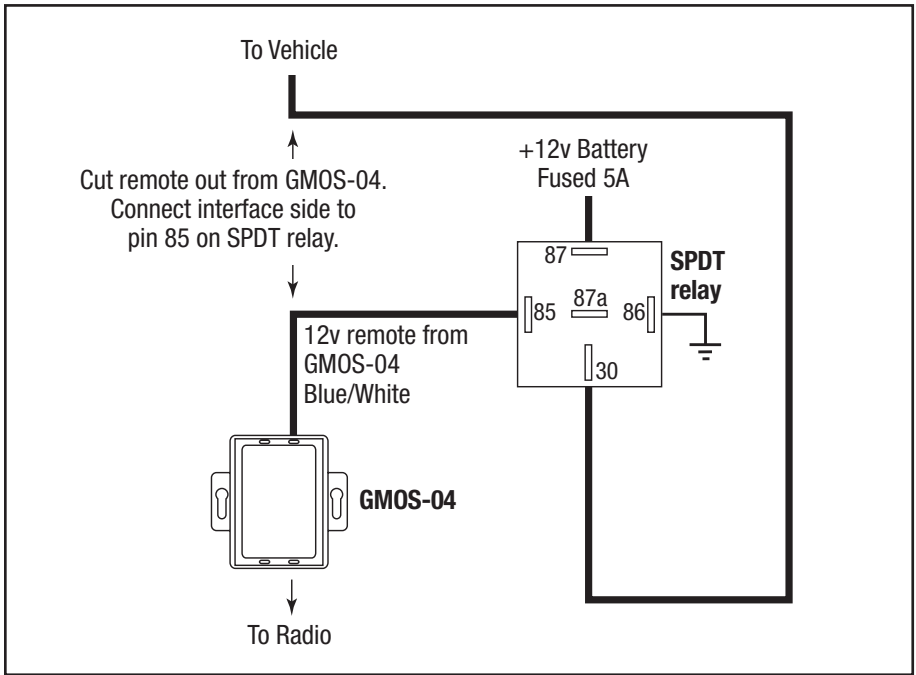 To Vehicle
Cut remote out from GMOS-04.
Connect interface side to
pin 85 on SPDT relay.
+12v Battery
Fused 5A
87
SPDT
relay
85
87a
86
30
12v remote from
GMOS-04
Blue/White
GMOS-04
To Radio